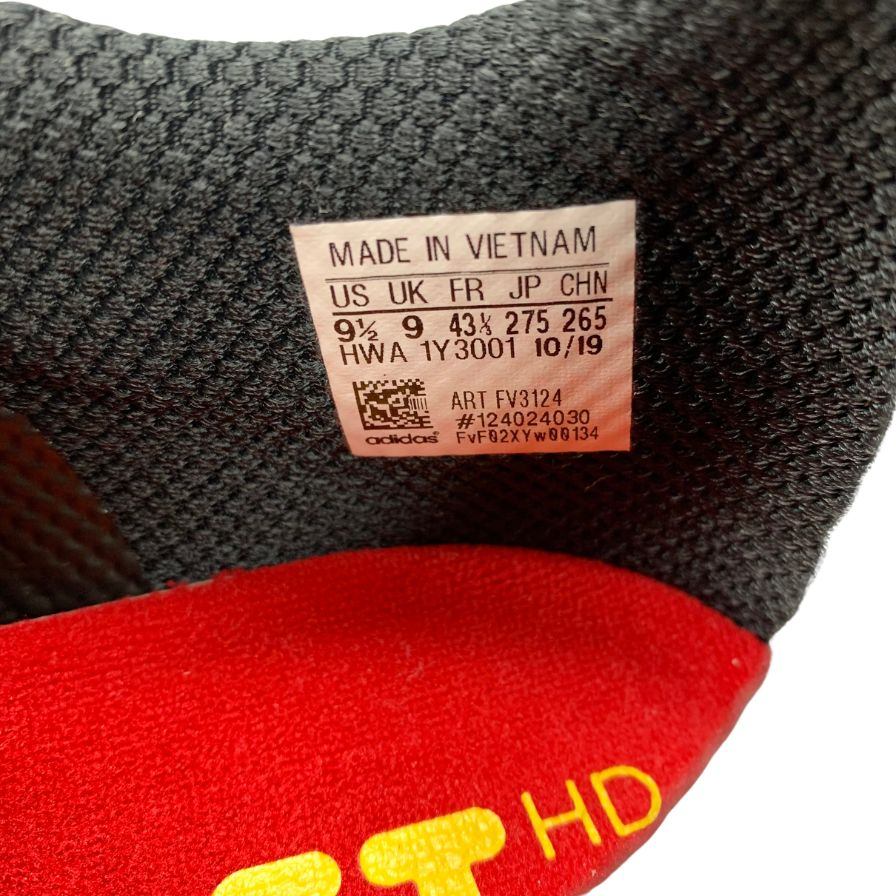 MADE IN VIETNAM
US UK FR JP CHN
9½ 9 43⅓ 275 265
HWA 1Y3001 10/19
ART FV3124
#124024030
adidas FvF02XYw00134
HD